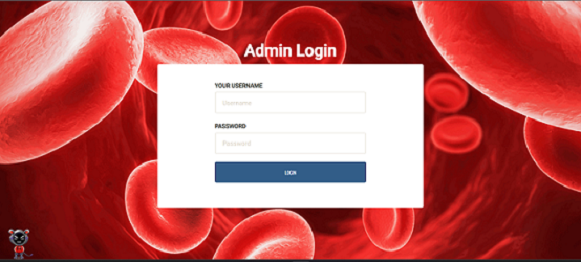 Admin Login
YOUR USERNAME
Username
PASSWORD
Password
LOGIN